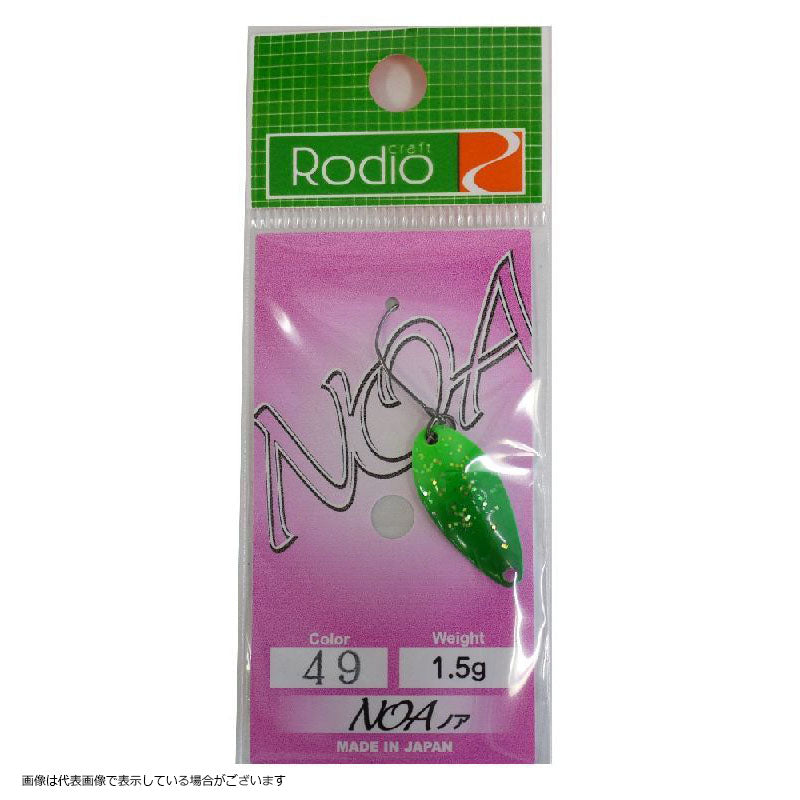 craft
Rodio
NOA
Color Weight
49 1.5g
NOA ノア
MADE IN JAPAN
画像は代表画像で表示している場合がございます